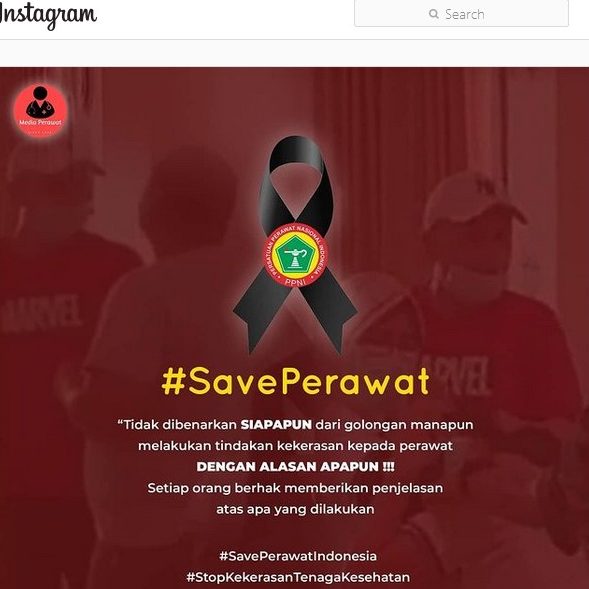 Instagram
Search
Media Perawat
PERSATUAN PERAWAT NASIONAL INDONESIA
PPNI
MARVEL
#SavePerawat
“Tidak dibenarkan SIAPAPUN dari golongan manapun
melakukan tindakan kekerasan kepada perawat
DENGAN ALASAN APAPUN !!!
Setiap orang berhak memberikan penjelasan
atas apa yang dilakukan
#SavePerawatIndonesia
#StopKekerasanTenagaKesehatan